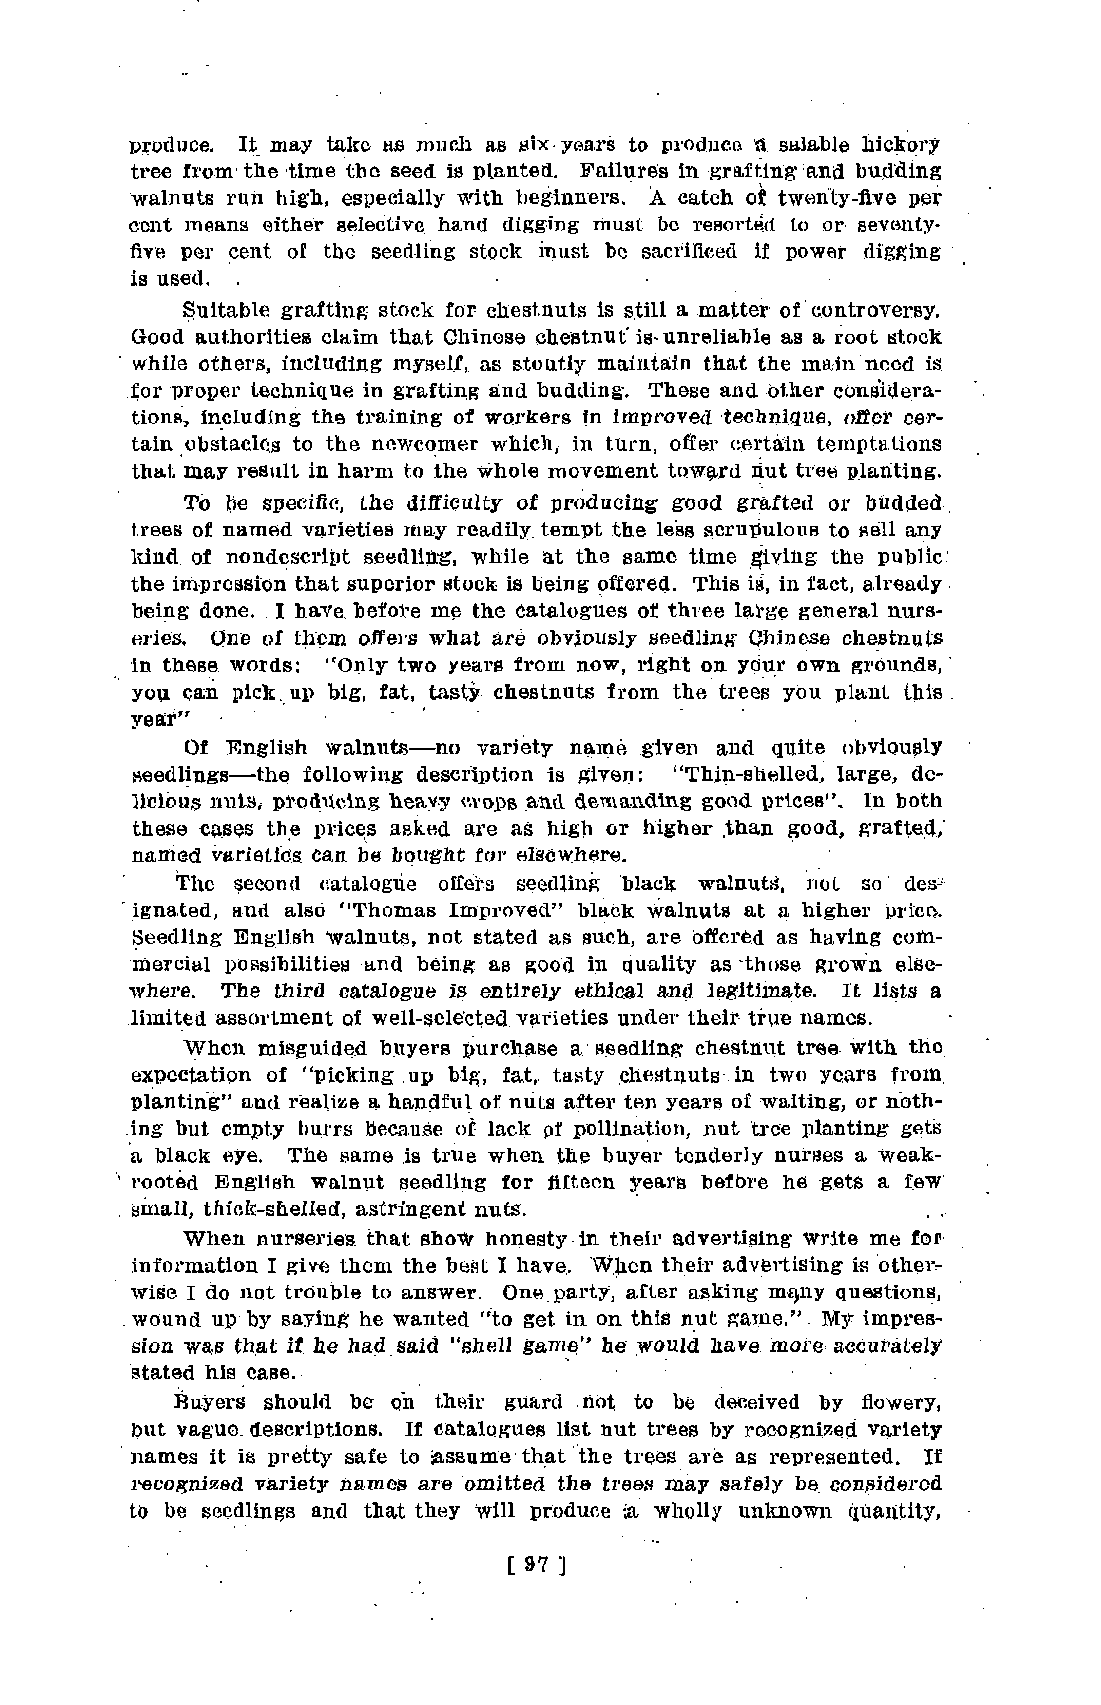 produce. It may take as much as six years to produce a salable hickory
tree from the time the seed is planted. Failures in grafting and budding
walnuts run high, especially with beginners. A catch of twenty-five per
cent means either selective hand digging must be resorted to or seventy-
five per cent of the seedling stock must be sacrificed if power digging
is used.
Suitable grafting stock for chestnuts is still a matter of controversy.
Good authorities claim that Chinese chestnut is unreliable as a root stock
while others, including myself, as stoutly maintain that the main need is
for proper technique in grafting and budding. These and other considera-
tions, including the training of workers in improved technique, offer cer-
tain obstacles to the newcomer which, in turn, offer certain temptations
that may result in harm to the whole movement toward nut tree planting.
To be specific, the difficulty of producing good grafted or budded
trees of named varieties may readily tempt the less scrupulous to sell any
kind of nondescript seedling, while at the same time giving the public
the impression that superior stock is being offered. This is, in fact, already
being done. I have before me the catalogues of three large general nurs-
eries. One of them offers what are obviously seedling Chinese chestnuts
in these words: "Only two years from now, right on your own grounds,
you can pick up big, fat, tasty chestnuts from the trees you plant this
year"
Of English walnuts—no variety name given and quite obviously
seedlings—the following description is given: "Thin-shelled, large, de-
licious nuts, producing heavy crops and demanding good prices". In both
these cases the prices asked are as high or higher than good, grafted,
named varieties can be bought for elsewhere.
The second catalogue offers seedling black walnuts, not so des-
ignated, and also "Thomas Improved" black walnuts at a higher price.
Seedling English walnuts, not stated as such, are offered as having com-
mercial possibilities and being as good in quality as those grown else-
where. The third catalogue is entirely ethical and legitimate. It lists a
limited assortment of well-selected varieties under their true names.
When misguided buyers purchase a seedling chestnut tree with the
expectation of "picking up big, fat, tasty chestnuts in two years from
planting" and realize a handful of nuts after ten years of waiting, or noth-
ing but empty burrs because of lack of pollination, nut tree planting gets
a black eye. The same is true when the buyer tenderly nurses a weak-
rooted English walnut seedling for fifteen years before he gets a few
small, thick-shelled, astringent nuts.
When nurseries that show honesty in their advertising write me for
information I give them the best I have. When their advertising is other-
wise I do not trouble to answer. One party, after asking many questions,
wound up by saying he wanted "to get in on this nut game." My impres-
sion was that if he had said "shell game" he would have more accurately
stated his case.
Buyers should be on their guard not to be deceived by flowery,
but vague descriptions. If catalogues list nut trees by recognized variety
names it is pretty safe to assume that the trees are as represented. If
recognized variety names are omitted the trees may safely be considered
to be seedlings and that they will produce a wholly unknown quantity,
[ 97 ]